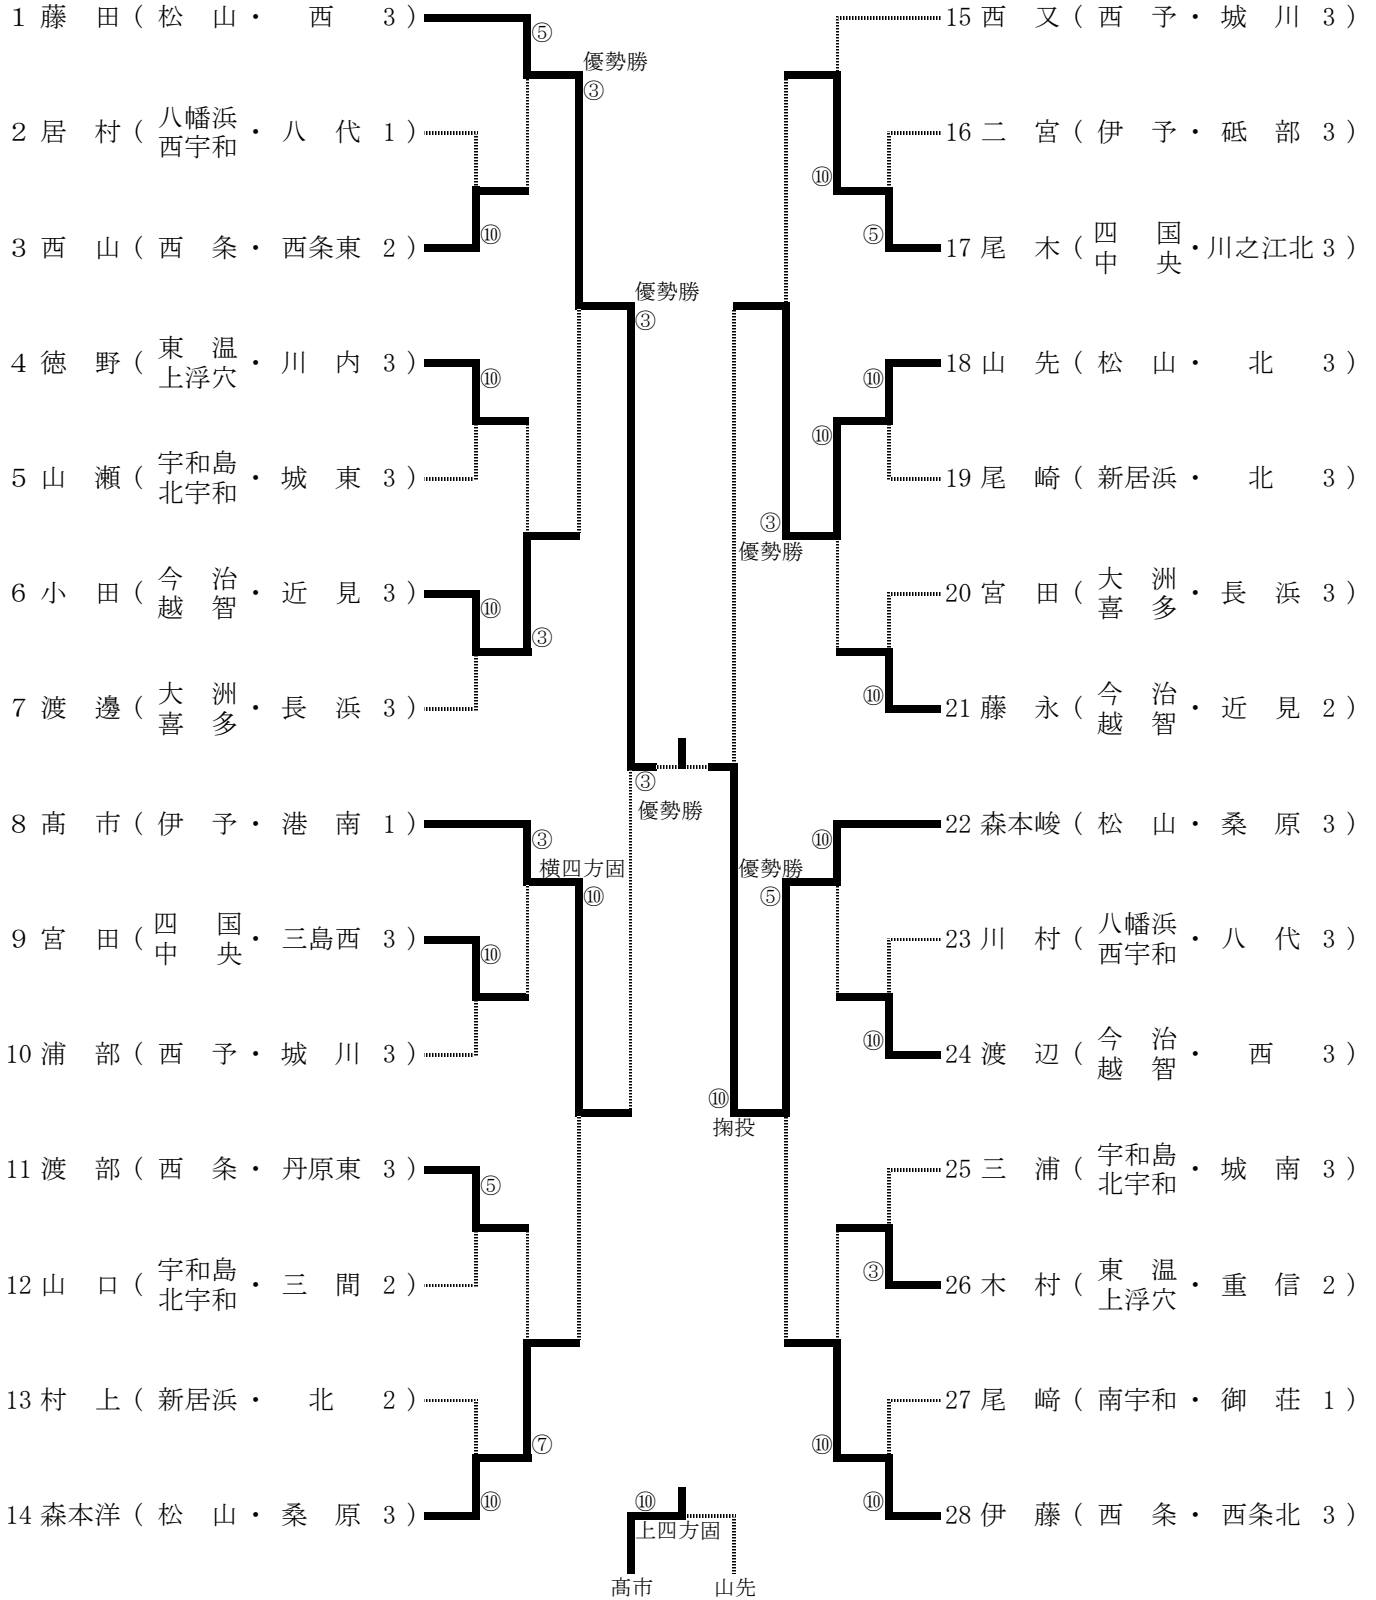 1 藤 田 ( 松 山 ・ 西 3 )
⑤
優勢勝
③
2 居 村 ( 八幡浜 西宇和 ・ 八 代 1 )
3 西 山 ( 西 条 ・ 西条東 2 )
⑩
優勢勝
③
4 徳 野 ( 東 温 上浮穴 ・ 川 内 3 )
⑩
5 山 瀬 ( 宇和島 北宇和 ・ 城 東 3 )
6 小 田 ( 今 治 越 智 ・ 近 見 3 )
⑩
③
7 渡 邊 ( 大 洲 喜 多 ・ 長 浜 3 )
③
優勢勝
8 髙 市 ( 伊 予 ・ 港 南 1 )
③
横四方固
⑩
9 宮 田 ( 四 国 中 央 ・ 三島西 3 )
⑩
10 浦 部 ( 西 予 ・ 城 川 3 )
11 渡 部 ( 西 条 ・ 丹原東 3 )
⑤
12 山 口 ( 宇和島 北宇和 ・ 三 間 2 )
13 村 上 ( 新居浜 ・ 北 2 )
⑦
14 森本洋 ( 松 山 ・ 桑 原 3 )
⑩
15 西 又 ( 西 予 ・ 城 川 3 )
16 二 宮 ( 伊 予 ・ 砥 部 3 )
⑩
⑤
17 尾 木 ( 四 国 中 央 ・ 川之江北 3 )
18 山 先 ( 松 山 ・ 北 3 )
⑩
⑩
19 尾 崎 ( 新居浜 ・ 北 3 )
③
優勢勝
20 宮 田 ( 大 洲 喜 多 ・ 長 浜 3 )
⑩
21 藤 永 ( 今 治 越 智 ・ 近 見 2 )
22 森本峻 ( 松 山 ・ 桑 原 3 )
⑩
優勢勝
⑤
23 川 村 ( 八幡浜 西宇和 ・ 八 代 3 )
⑩
24 渡 辺 ( 今 治 越 智 ・ 西 3 )
⑩
掬投
25 三 浦 ( 宇和島 北宇和 ・ 城 南 3 )
③
26 木 村 ( 東 温 上浮穴 ・ 重 信 2 )
27 尾 﨑 ( 南宇和 ・ 御 荘 1 )
⑩
⑩
28 伊 藤 ( 西 条 ・ 西条北 3 )
⑩
上四方固
髙市 山先